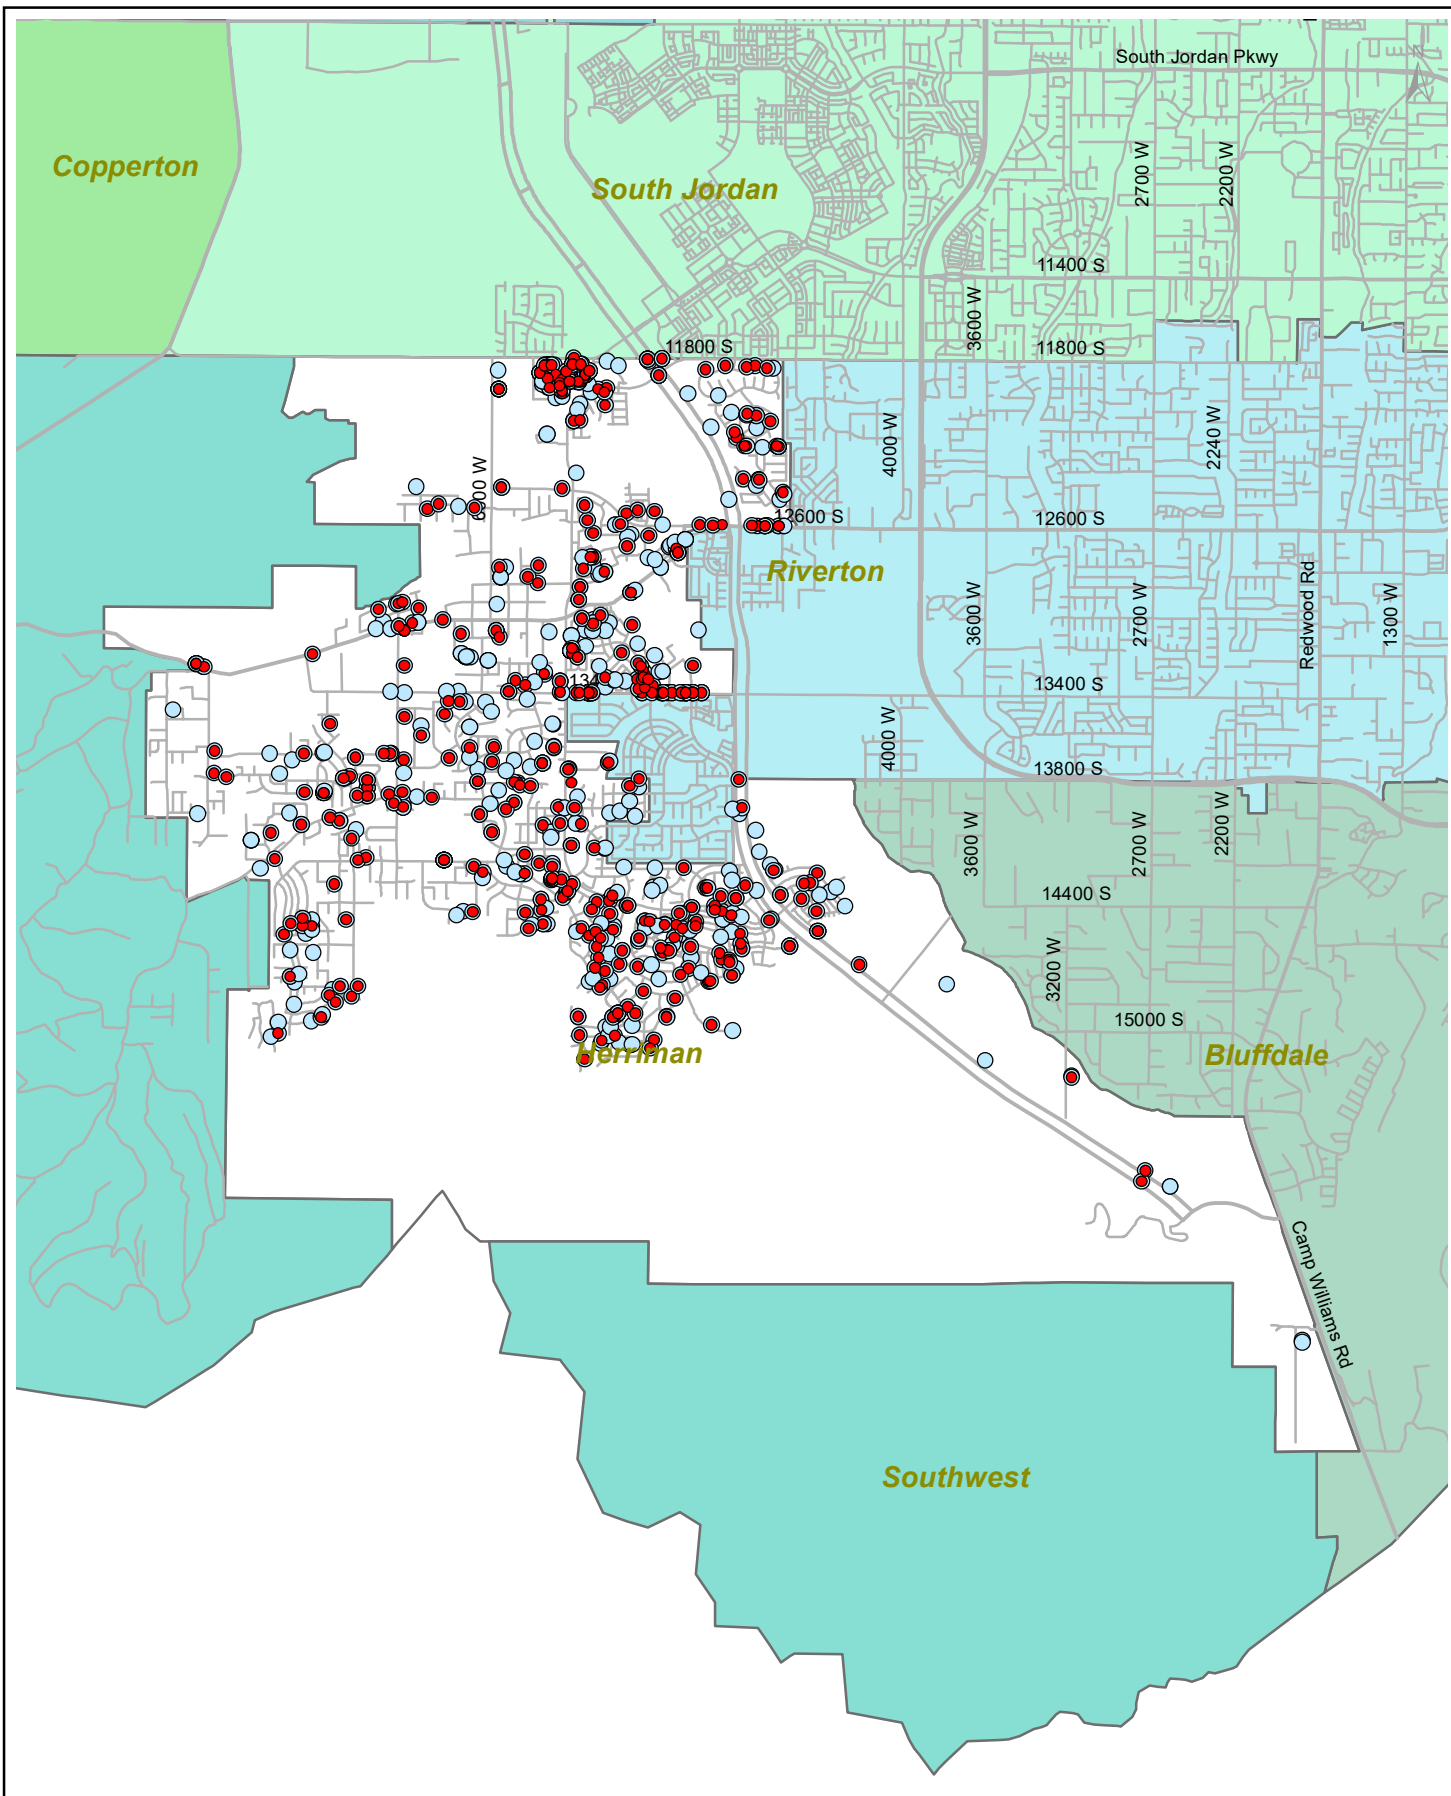 South Jordan Pkwy
Copperton
South Jordan
2700 W
2200 W
11400 S
3600 W
11800 S
11800 S
4000 W
2240 W
12600 S
12600 S
Riverton
3600 W
2700 W
Redwood Rd
1300 W
13400 S
4000 W
13800 S
3600 W
2700 W
2200 W
14400 S
3200 W
15000 S
Herriman
Bluffdale
Camp Williams Rd
Southwest